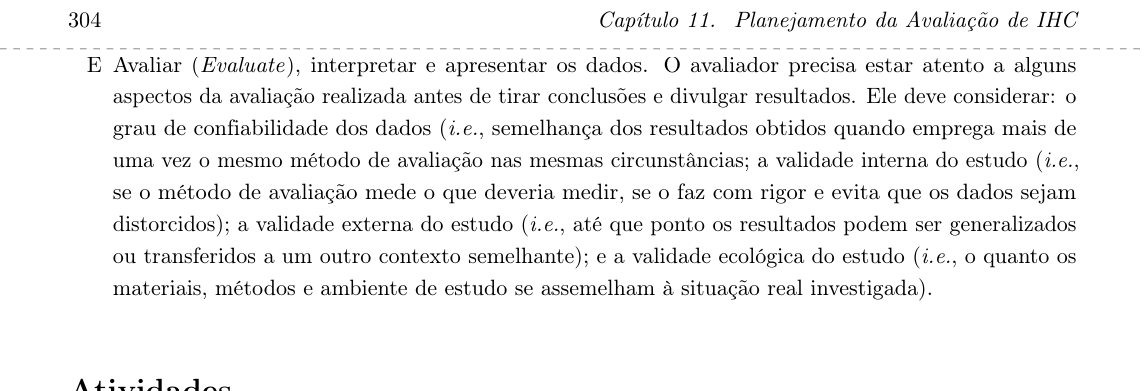 304 Capítulo 11. Planejamento da Avaliação de IHC
E Avaliar (Evaluate), interpretar e apresentar os dados. O avaliador precisa estar atento a alguns
aspectos da avaliação realizada antes de tirar conclusões e divulgar resultados. Ele deve considerar: o
grau de confiabilidade dos dados (i.e., semelhança dos resultados obtidos quando emprega mais de
uma vez o mesmo método de avaliação nas mesmas circunstâncias; a validade interna do estudo (i.e.,
se o método de avaliação mede o que deveria medir, se o faz com rigor e evita que os dados sejam
distorcidos); a validade externa do estudo (i.e., até que ponto os resultados podem ser generalizados
ou transferidos a um outro contexto semelhante); e a validade ecológica do estudo (i.e., o quanto os
materiais, métodos e ambiente de estudo se assemelham à situação real investigada).
Atividades